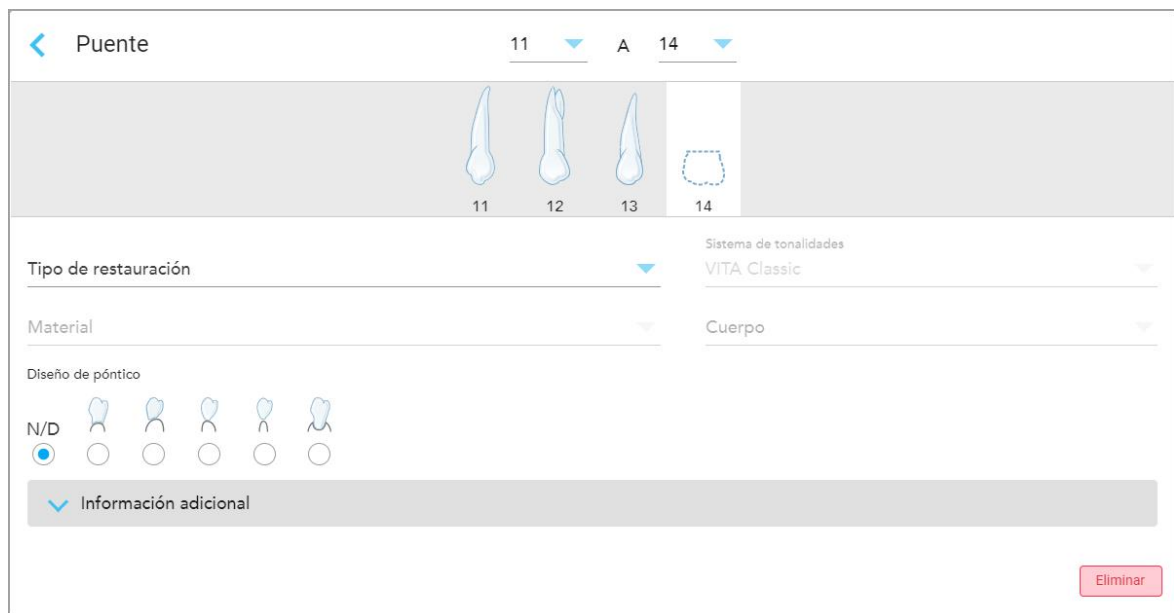 Puente
11 A 14
11 12 13 14
Sistema de tonalidades
Tipo de restauración VITA Classic
Material Cuerpo
Diseño de póntico
N/D
Información adicional
Eliminar